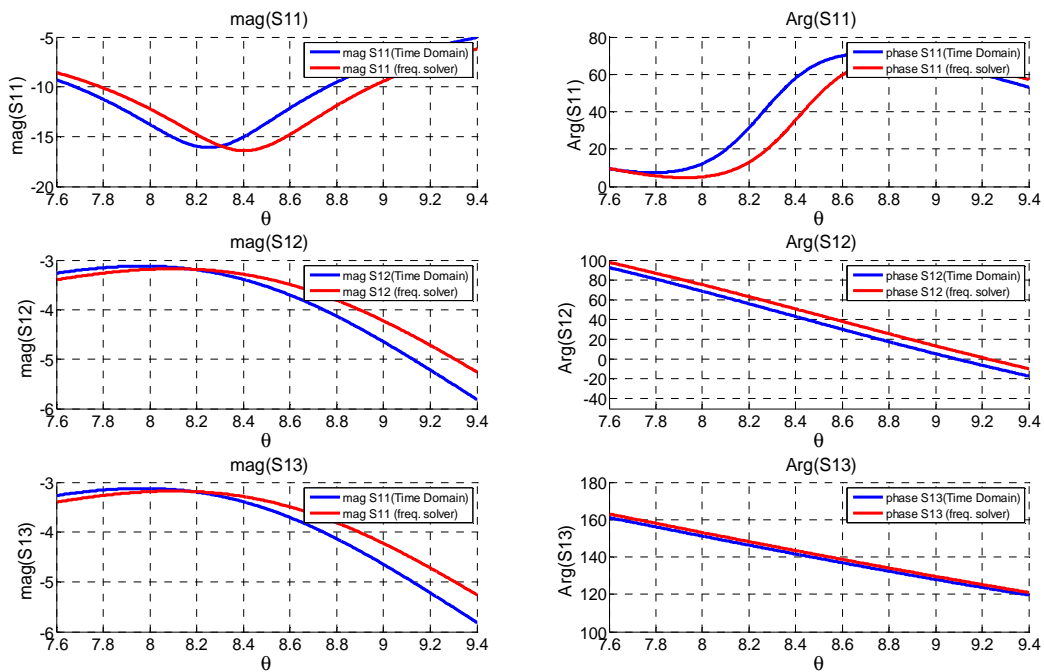 mag(S11)
mag(S11)
-5
-10
-15
-20
mag S11(Time Domain)
mag S11 (freq. solver)
7.6 7.8 8 8.2 8.4 8.6 8.8 9 9.2 9.4
θ
Arg(S11)
Arg(S11)
80
60
40
20
0
phase S11(Time Domain)
phase S11 (freq. solver)
7.6 7.8 8 8.2 8.4 8.6 8.8 9 9.2 9.4
θ
mag(S12)
mag(S12)
-3
-4
-5
-6
mag S12(Time Domain)
mag S12 (freq. solver)
7.6 7.8 8 8.2 8.4 8.6 8.8 9 9.2 9.4
θ
Arg(S12)
Arg(S12)
100
80
60
40
20
0
-20
-40
phase S12(Time Domain)
phase S12 (freq. solver)
7.6 7.8 8 8.2 8.4 8.6 8.8 9 9.2 9.4
θ
mag(S13)
mag(S13)
-3
-4
-5
-6
mag S11(Time Domain)
mag S11 (freq. solver)
7.6 7.8 8 8.2 8.4 8.6 8.8 9 9.2 9.4
θ
Arg(S13)
Arg(S13)
180
160
140
120
100
phase S13(Time Domain)
phase S13 (freq. solver)
7.6 7.8 8 8.2 8.4 8.6 8.8 9 9.2 9.4
θ